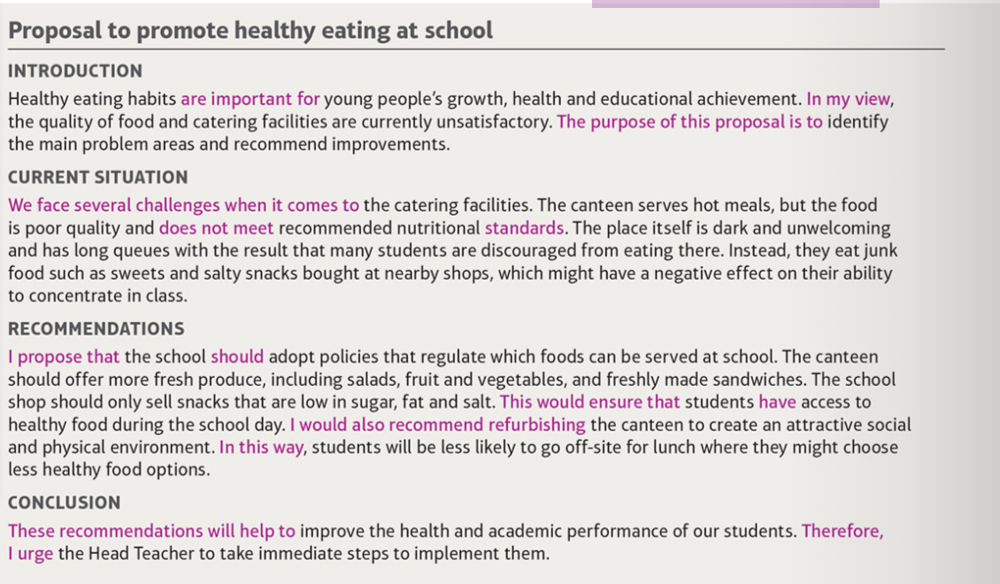 Proposal to promote healthy eating at school
INTRODUCTION
Healthy eating habits are important for young people's growth, health and educational achievement. In my view,
the quality of food and catering facilities are currently unsatisfactory. The purpose of this proposal is to identify
the main problem areas and recommend improvements.
CURRENT SITUATION
We face several challenges when it comes to the catering facilities. The canteen serves hot meals, but the food
is poor quality and does not meet recommended nutritional standards. The place itself is dark and unwelcoming
and has long queues with the result that many students are discouraged from eating there. Instead, they eat junk
food such as sweets and salty snacks bought at nearby shops, which might have a negative effect on their ability
to concentrate in class.
RECOMMENDATIONS
I propose that the school should adopt policies that regulate which foods can be served at school. The canteen
should offer more fresh produce, including salads, fruit and vegetables, and freshly made sandwiches. The school
shop should only sell snacks that are low in sugar, fat and salt. This would ensure that students have access to
healthy food during the school day. I would also recommend refurbishing the canteen to create an attractive social
and physical environment. In this way, students will be less likely to go off-site for lunch where they might choose
less healthy food options.
CONCLUSION
These recommendations will help to improve the health and academic performance of our students. Therefore,
I urge the Head Teacher to take immediate steps to implement them.